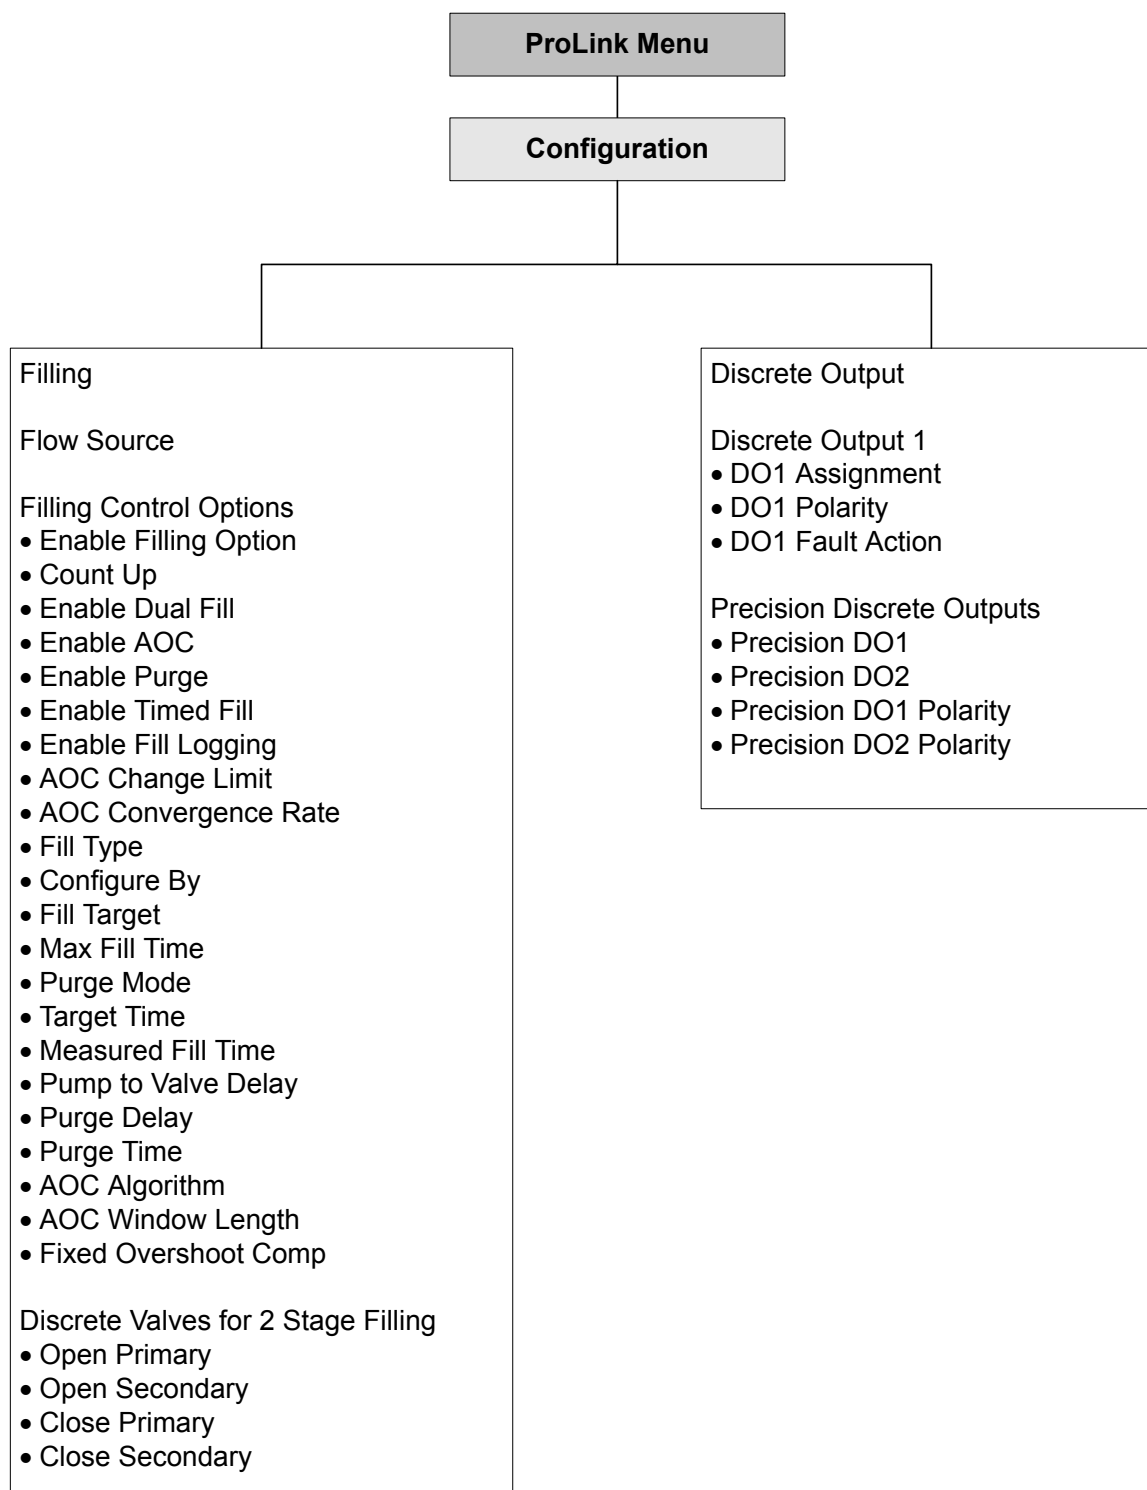 ProLink Menu
Configuration
Filling
Flow Source
Filling Control Options
• Enable Filling Option
• Count Up
• Enable Dual Fill
• Enable AOC
• Enable Purge
• Enable Timed Fill
• Enable Fill Logging
• AOC Change Limit
• AOC Convergence Rate
• Fill Type
• Configure By
• Fill Target
• Max Fill Time
• Purge Mode
• Target Time
• Measured Fill Time
• Pump to Valve Delay
• Purge Delay
• Purge Time
• AOC Algorithm
• AOC Window Length
• Fixed Overshoot Comp
Discrete Valves for 2 Stage Filling
• Open Primary
• Open Secondary
• Close Primary
• Close Secondary
Discrete Output
Discrete Output 1
• DO1 Assignment
• DO1 Polarity
• DO1 Fault Action
Precision Discrete Outputs
• Precision DO1
• Precision DO2
• Precision DO1 Polarity
• Precision DO2 Polarity